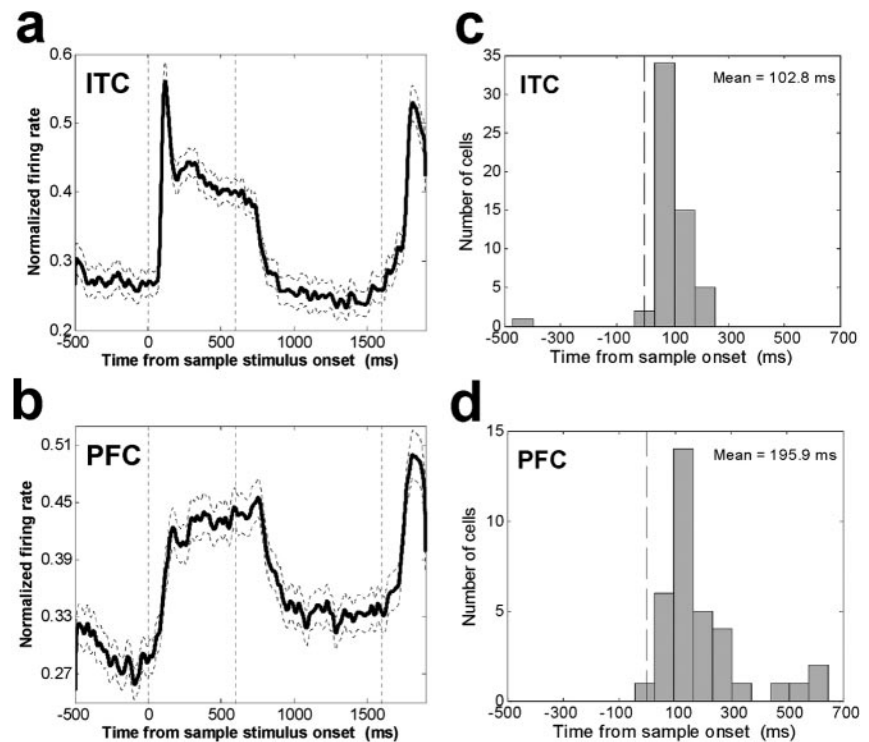 a
ITC
Normalized firing rate
0.6
0.5
0.4
0.3
0.2
-500
0
500
1000
1500
Time from sample stimulus onset (ms)
c
ITC
Mean = 102.8 ms
Number of cells
35
30
25
20
15
10
5
0
-500
-300
-100
100
300
500
700
Time from sample onset (ms)
b
PFC
Normalized firing rate
0.51
0.45
0.39
0.33
0.27
-500
0
500
1000
1500
Time from sample stimulus onset (ms)
d
PFC
Mean = 195.9 ms
Number of cells
15
10
5
0
-500
-300
-100
100
300
500
700
Time from sample onset (ms)